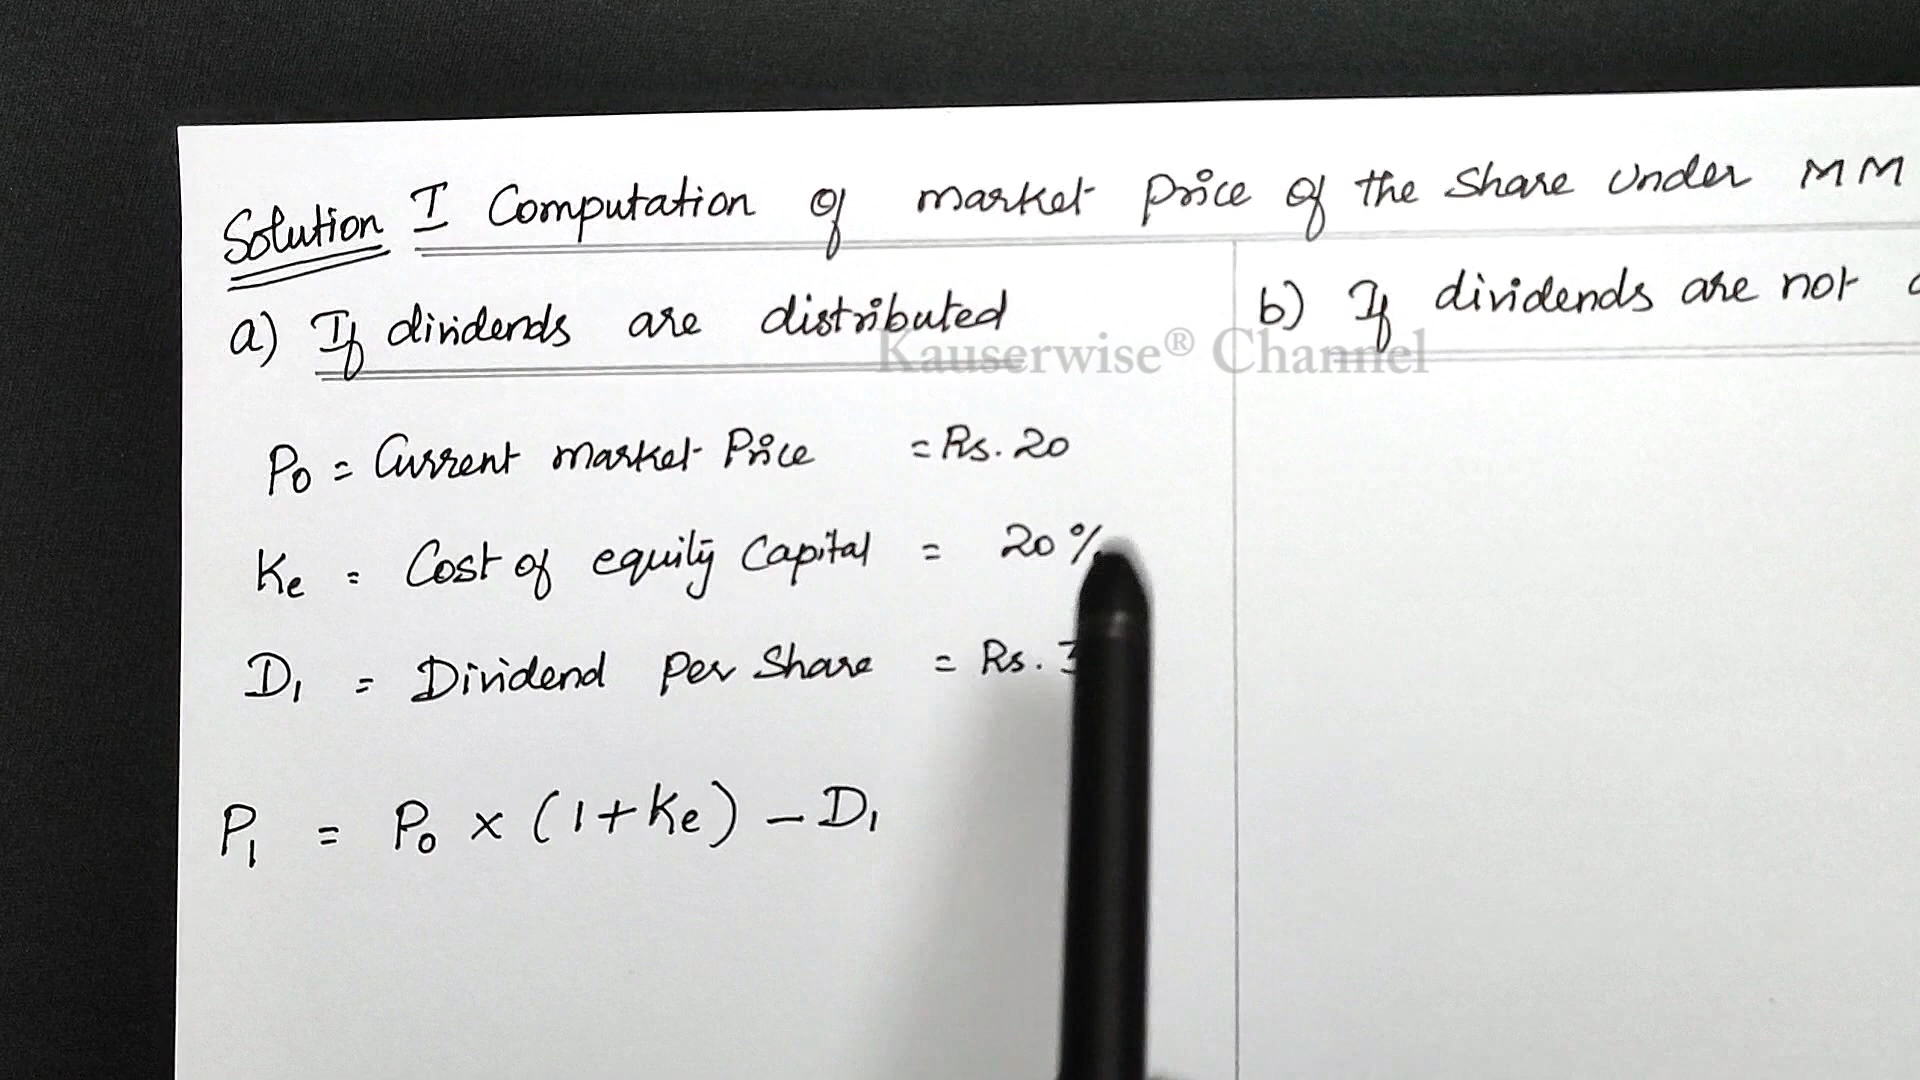 Solution I Computation of market Price of the Share Under MM
a) If dividends are distributed
b) If dividends are not
Kauserwise® Channel
P0 = Current market Price = Rs. 20
Ke = Cost of equity Capital = 20%
D1 = Dividend Per Share = Rs. 3
P1 = P0 × (1+Ke) - D1